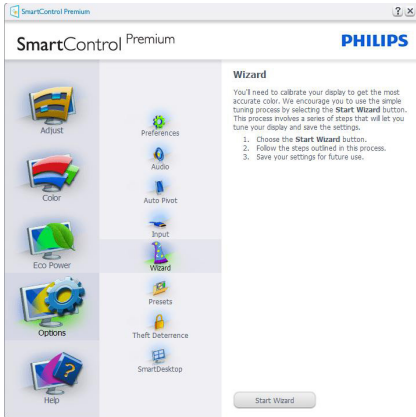 SmartControl Premium
SmartControl Premium
PHILIPS
Adjust
Color
Eco Power
Options
Help
Preferences
Audio
Auto Pivot
Input
Wizard
Presets
Theft Deterrence
SmartDesktop
Wizard
You'll need to calibrate your display to get the most
accurate color. We encourage you to use the simple
tuning process by selecting the Start Wizard button.
This process involves a series of steps that will let you
tune your display and save the settings.
1. Choose the Start Wizard button.
2. Follow the steps outlined in this process.
3. Save your settings for future use.
Start Wizard